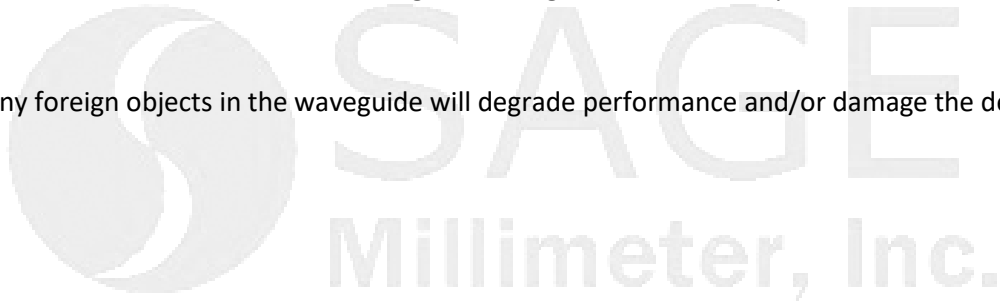 ny foreign objects in the waveguide will degrade performance and/or damage the de
SAGE
Millimeter, Inc.